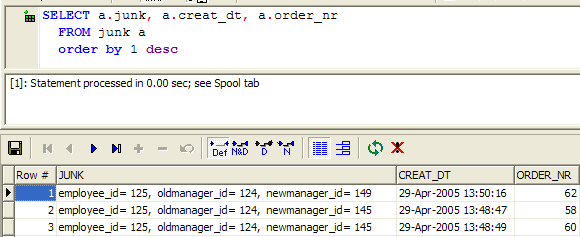 SELECT a.junk, a.creat_dt, a.order_nr
FROM junk a
order by 1 desc
[1]: Statement processed in 0.00 sec; see Spool tab
Def N&D D N
Row # JUNK CREAT_DT ORDER_NR
1 employee_id= 125, oldmanager_id= 124, newmanager_id= 149 29-Apr-2005 13:50:16 62
2 employee_id= 125, oldmanager_id= 124, newmanager_id= 145 29-Apr-2005 13:48:47 58
3 employee_id= 125, oldmanager_id= 124, newmanager_id= 145 29-Apr-2005 13:48:49 60